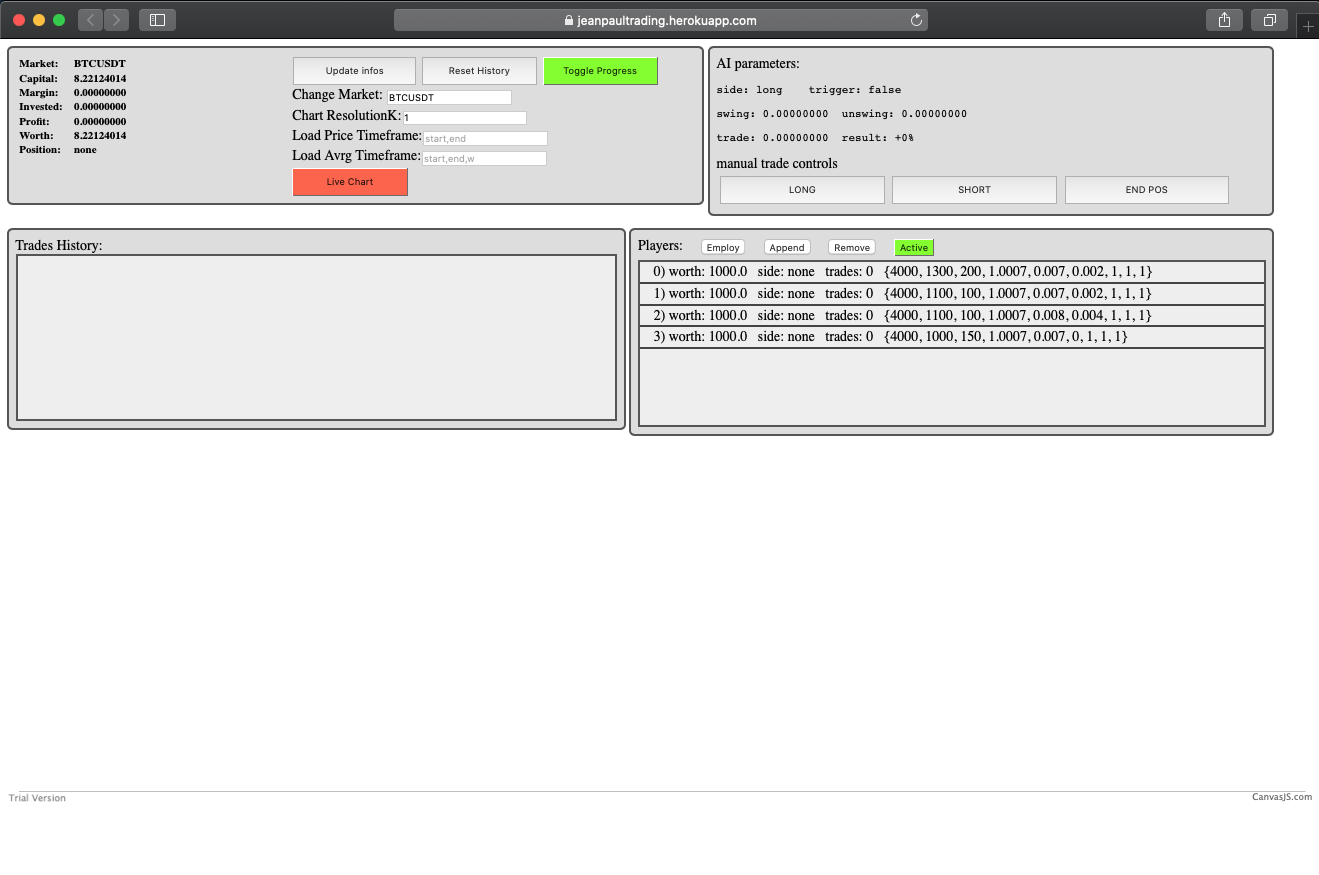 jeanpaultrading.herokuapp.com
Market: BTCUSDT
Capital: 8.22124014
Margin: 0.00000000
Invested: 0.00000000
Profit: 0.00000000
Worth: 8.22124014
Position: none
Update infos Reset History Toggle Progress
Change Market: BTCUSDT
Chart ResolutionK: 1
Load Price Timeframe: start,end
Load Avrg Timeframe: start,end,w
Live Chart
AI parameters:
side: long trigger: false
swing: 0.00000000 unswing: 0.00000000
trade: 0.00000000 result: +0%
manual trade controls
LONG SHORT END POS
Trades History:
Players: Employ Append Remove Active
0) worth: 1000.0 side: none trades: 0 {4000, 1300, 200, 1.0007, 0.007, 0.002, 1, 1, 1}
1) worth: 1000.0 side: none trades: 0 {4000, 1100, 100, 1.0007, 0.007, 0.002, 1, 1, 1}
2) worth: 1000.0 side: none trades: 0 {4000, 1100, 100, 1.0007, 0.008, 0.004, 1, 1, 1}
3) worth: 1000.0 side: none trades: 0 {4000, 1000, 150, 1.0007, 0.007, 0, 1, 1, 1}
Trial Version
CanvasJS.com